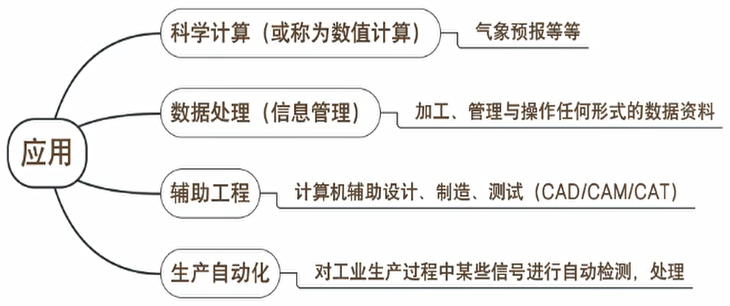 应用
科学计算（或称为数值计算）
气象预报等等
数据处理（信息管理）
加工、管理与操作任何形式的数据资料
辅助工程
计算机辅助设计、制造、测试（CAD/CAM/CAT）
生产自动化
对工业生产过程中某些信号进行自动检测，处理